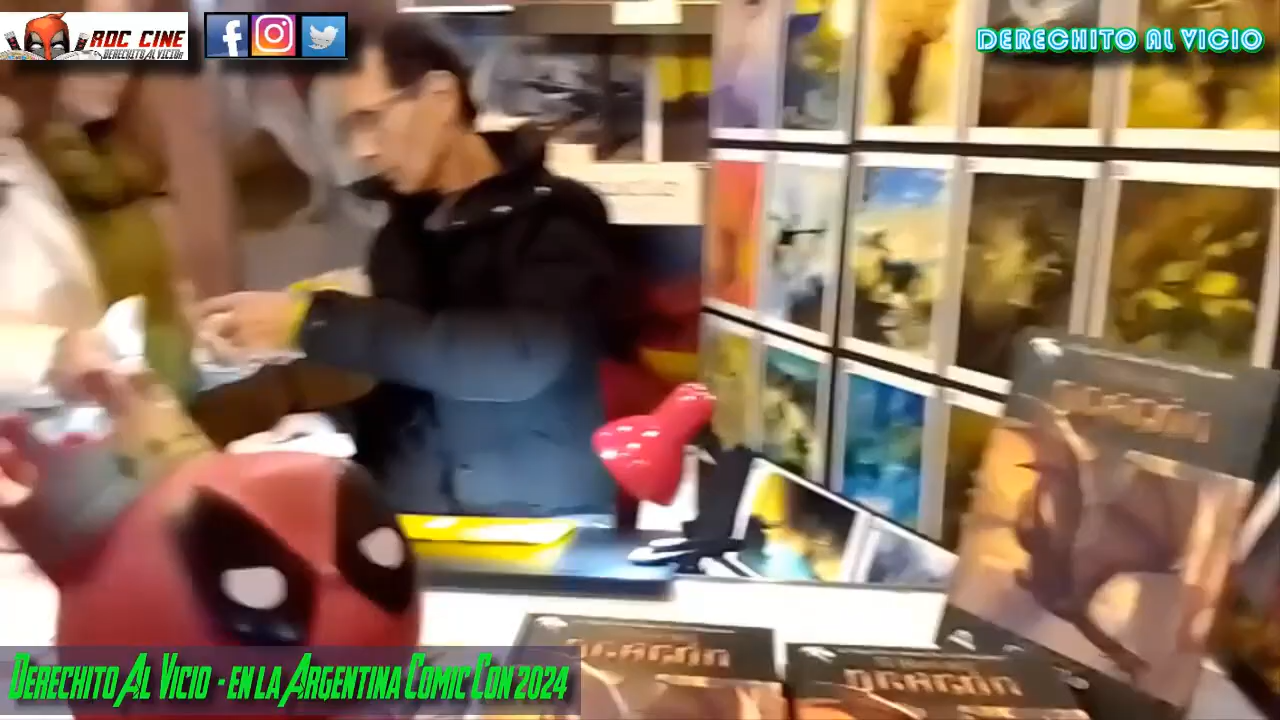 ROC CINE
DERECHITO AL VICIO
DERECHITO AL VICIO
DRAGÓN
DRAGÓN
DRAGÓN
DERECHITO AL VICIO - EN LA ARGENTINA COMIC CON 2024